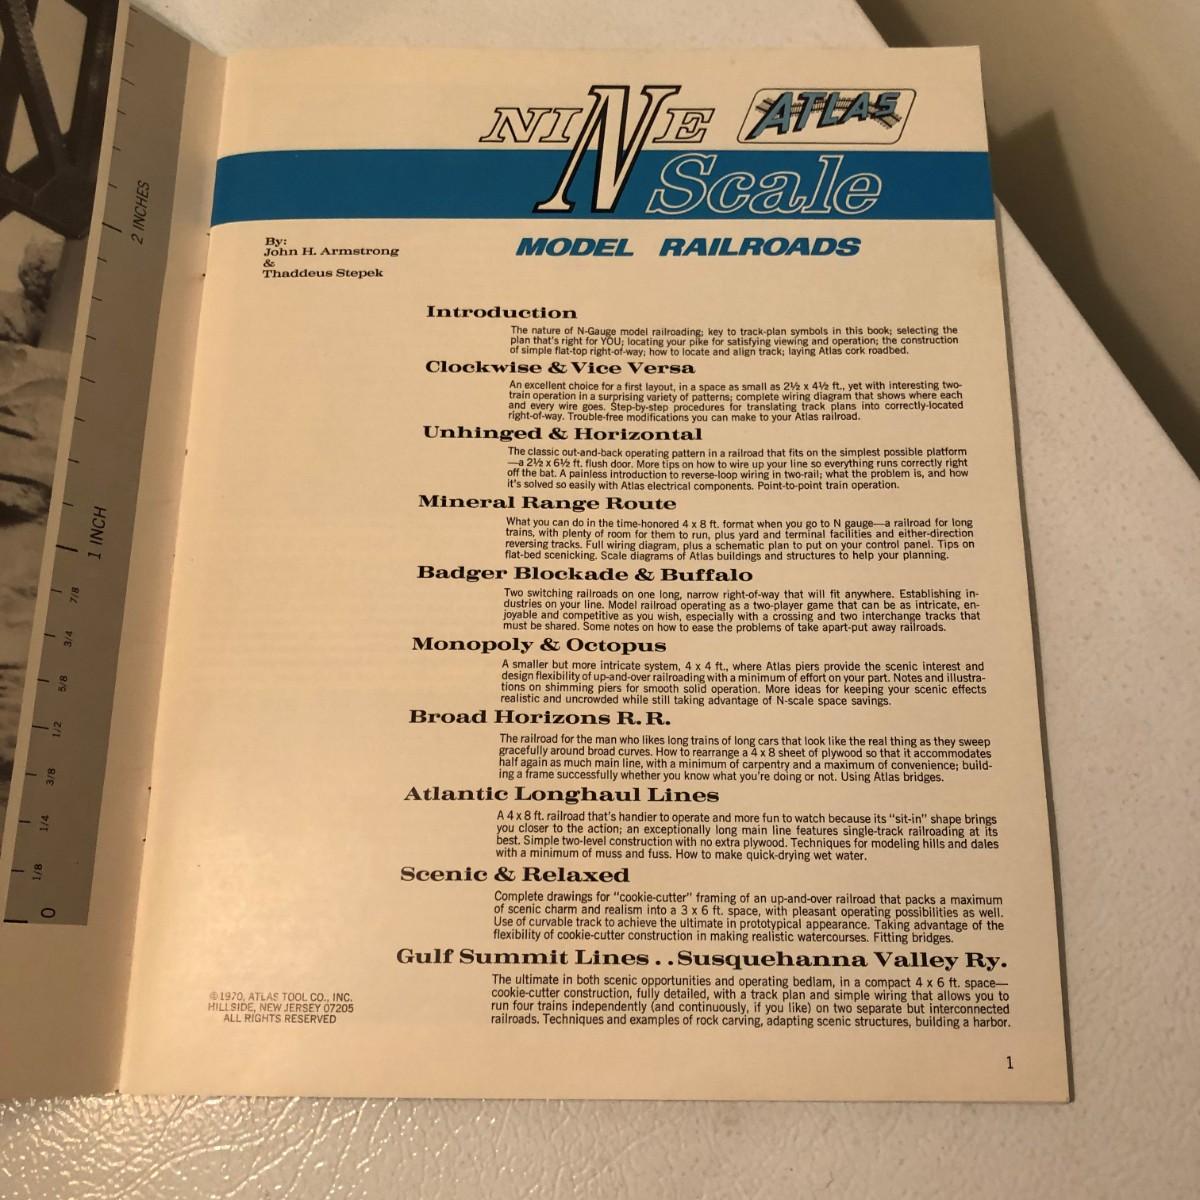 2 INCHES
1 INCH
7/8
3/4
5/8
1/2
3/8
1/4
1/8
0
NINE
ATLAS
Scale
MODEL RAILROADS
By:
John H. Armstrong
&
Thaddeus Stepek
Introduction
The nature of N-Gauge model railroading; key to track-plan symbols in this book; selecting the
plan that's right for YOU; locating your pike for satisfying viewing and operation; the construction
of simple flat-top right-of-way; how to locate and align track; laying Atlas cork roadbed.
Clockwise & Vice Versa
An excellent choice for a first layout, in a space as small as 2½ x 4½ ft., yet with interesting two-
train operation in a surprising variety of patterns; complete wiring diagram that shows where each
and every wire goes. Step-by-step procedures for translating track plans into correctly-located
right-of-way. Trouble-free modifications you can make to your Atlas railroad.
Unhinged & Horizontal
The classic out-and-back operating pattern in a railroad that fits on the simplest possible platform
—a 2½ x 6½ ft. flush door. More tips on how to wire up your line so everything runs correctly right
off the bat. A painless introduction to reverse-loop wiring in two-rail; what the problem is, and how
it's solved so easily with Atlas electrical components. Point-to-point train operation.
Mineral Range Route
What you can do in the time-honored 4 x 8 ft. format when you go to N gauge—a railroad for long
trains, with plenty of room for them to run, plus yard and terminal facilities and either-direction
reversing tracks. Full wiring diagram, plus a schematic plan to put on your control panel. Tips on
flat-bed scenicking. Scale diagrams of Atlas buildings and structures to help your planning.
Badger Blockade & Buffalo
Two switching railroads on one long, narrow right-of-way that will fit anywhere. Establishing in-
dustries on your line. Model railroad operating as a two-player game that can be as intricate, en-
joyable and competitive as you wish, especially with a crossing and two interchange tracks that
must be shared. Some notes on how to ease the problems of take apart-put away railroads.
Monopoly & Octopus
A smaller but more intricate system, 4 x 4 ft., where Atlas piers provide the scenic interest and
design flexibility of up-and-over railroading with a minimum of effort on your part. Notes and illustra-
tions on shimming piers for smooth solid operation. More ideas for keeping your scenic effects
realistic and uncrowded while still taking advantage of N-scale space savings.
Broad Horizons R.R.
The railroad for the man who likes long trains of long cars that look like the real thing as they sweep
gracefully around broad curves. How to rearrange a 4 x 8 sheet of plywood so that it accommodates
half again as much main line, with a minimum of carpentry and a maximum of convenience; build-
ing a frame successfully whether you know what you're doing or not. Using Atlas bridges.
Atlantic Longhaul Lines
A 4 x 8 ft. railroad that's handier to operate and more fun to watch because its "sit-in" shape brings
you closer to the action; an exceptionally long main line features single-track railroading at its
best. Simple two-level construction with no extra plywood. Techniques for modeling hills and dales
with a minimum of muss and fuss. How to make quick-drying wet water.
Scenic & Relaxed
Complete drawings for "cookie-cutter" framing of an up-and-over railroad that packs a maximum
of scenic charm and realism into a 3 x 6 ft. space, with pleasant operating possibilities as well.
Use of curvable track to achieve the ultimate in prototypical appearance. Taking advantage of the
flexibility of cookie-cutter construction in making realistic watercourses. Fitting bridges.
Gulf Summit Lines . . Susquehanna Valley Ry.
The ultimate in both scenic opportunities and operating bedlam, in a compact 4 x 6 ft. space—
cookie-cutter construction, fully detailed, with a track plan and simple wiring that allows you to
run four trains independently (and continuously, if you like) on two separate but interconnected
railroads. Techniques and examples of rock carving, adapting scenic structures, building a harbor.
©1970, ATLAS TOOL CO., INC.
HILLSIDE, NEW JERSEY 07205
ALL RIGHTS RESERVED
1